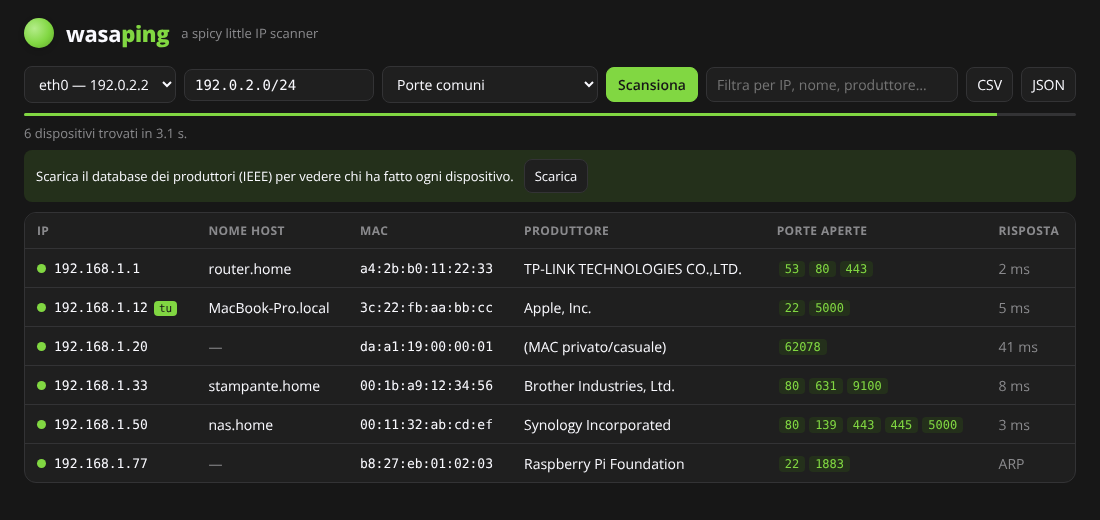 wasaping a spicy little IP scanner
eth0 — 192.0.2.2 192.0.2.0/24 Porte comuni Scansiona Filtra per IP, nome, produttore... CSV JSON
6 dispositivi trovati in 3.1 s.
Scarica il database dei produttori (IEEE) per vedere chi ha fatto ogni dispositivo. Scarica
IP NOME HOST MAC PRODUTTORE PORTE APERTE RISPOSTA
192.168.1.1 router.home a4:2b:b0:11:22:33 TP-LINK TECHNOLOGIES CO.,LTD. 53 80 443 2 ms
192.168.1.12 tu MacBook-Pro.local 3c:22:fb:aa:bb:cc Apple, Inc. 22 5000 5 ms
192.168.1.20 — da:a1:19:00:00:01 (MAC privato/casuale) 62078 41 ms
192.168.1.33 stampante.home 00:1b:a9:12:34:56 Brother Industries, Ltd. 80 631 9100 8 ms
192.168.1.50 nas.home 00:11:32:ab:cd:ef Synology Incorporated 80 139 443 445 5000 3 ms
192.168.1.77 — b8:27:eb:01:02:03 Raspberry Pi Foundation 22 1883 ARP